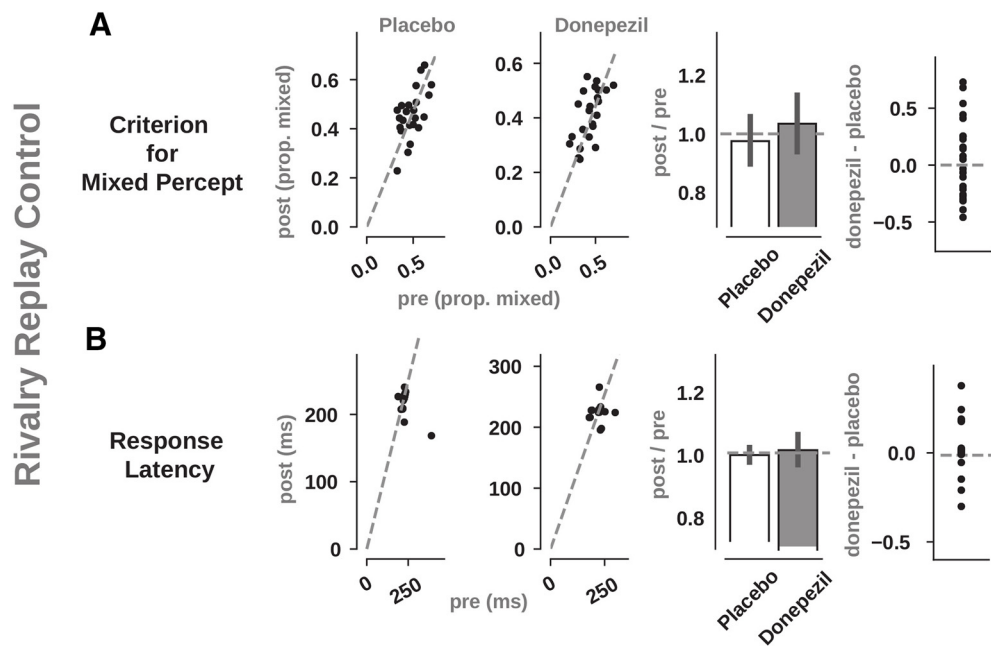 Rivalry Replay Control
A
Placebo
Donepezil
Criterion
for
Mixed Percept
post (prop. mixed)
0.6
0.4
0.2
0.0
0.0
0.5
0.6
0.4
0.2
0.0
0.0
0.5
pre (prop. mixed)
post / pre
1.2
1.0
0.8
Placebo
Donepezil
donepezil - placebo
0.5
0.0
−0.5
B
Response
Latency
post (ms)
200
100
0
0
250
300
200
100
0
0
250
pre (ms)
post / pre
1.2
1.0
0.8
Placebo
Donepezil
donepezil - placebo
0.0
−0.5